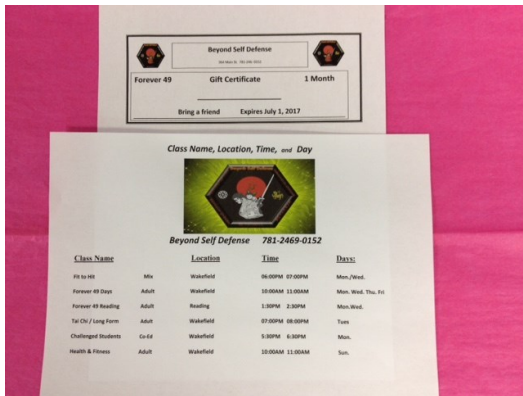 Beyond Self Defense
Forever 49 Gift Certificate 1 Month
Bring a friend Expires July 1, 2017
Class Name, Location, Time, and Day
Beyond Self Defense
Beyond Self Defense 781-2469-0152
Class Name Location Time Days:
Fit to Hit Mix Wakefield 06:00PM 07:00PM Mon./Wed.
Forever 49 Days Adult Wakefield 10:00AM 11:00AM Mon. Wed. Thu. Fri
Forever 49 Reading Adult Reading 1:30PM 2:30PM Mon.Wed.
Tai Chi / Long Form Adult Wakefield 07:00PM 08:00PM Tues
Challenged Students Co-Ed Wakefield 5:30PM 6:30PM Mon.
Health & Fitness Adult Wakefield 10:00AM 11:00AM Sun.